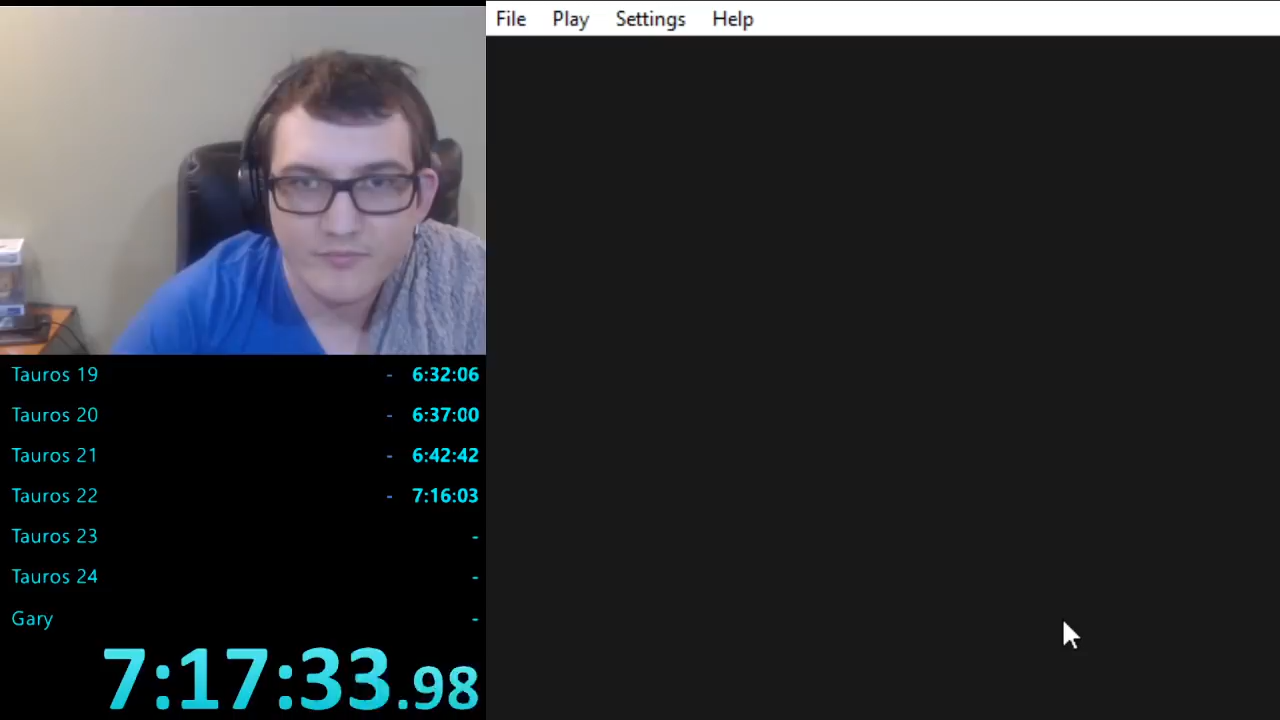 File Play Settings Help
Tauros 19 - 6:32:06
Tauros 20 - 6:37:00
Tauros 21 - 6:42:42
Tauros 22 - 7:16:03
Tauros 23 -
Tauros 24 -
Gary -
7:17:33.98